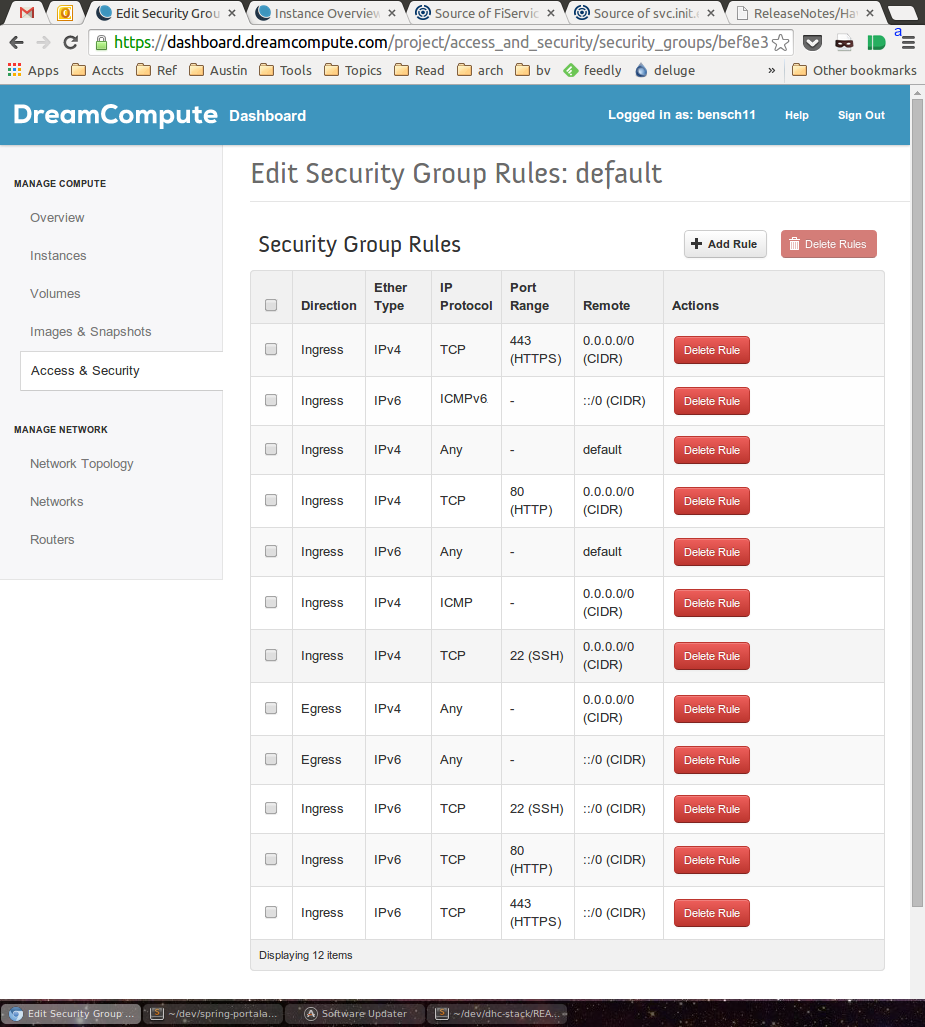 Edit Security Grou
Instance Overview
Source of FiServic
Source of svc.init.
ReleaseNotes/Ha
https://dashboard.dreamcompute.com/project/access_and_security/security_groups/bef8e3
a
Apps Accts Ref Austin Tools Topics Read arch bv feedly deluge » Other bookmarks
DreamCompute Dashboard
Logged in as: bensch11 Help Sign Out
MANAGE COMPUTE
Overview
Instances
Volumes
Images & Snapshots
Access & Security
MANAGE NETWORK
Network Topology
Networks
Routers
Edit Security Group Rules: default
Security Group Rules
+ Add Rule
Delete Rules
Direction Ether Type IP Protocol Port Range Remote Actions
Ingress IPv4 TCP 443 (HTTPS) 0.0.0.0/0 (CIDR) Delete Rule
Ingress IPv6 ICMPv6 - ::/0 (CIDR) Delete Rule
Ingress IPv4 Any - default Delete Rule
Ingress IPv4 TCP 80 (HTTP) 0.0.0.0/0 (CIDR) Delete Rule
Ingress IPv6 Any - default Delete Rule
Ingress IPv4 ICMP - 0.0.0.0/0 (CIDR) Delete Rule
Ingress IPv4 TCP 22 (SSH) 0.0.0.0/0 (CIDR) Delete Rule
Egress IPv4 Any - 0.0.0.0/0 (CIDR) Delete Rule
Egress IPv6 Any - ::/0 (CIDR) Delete Rule
Ingress IPv6 TCP 22 (SSH) ::/0 (CIDR) Delete Rule
Ingress IPv6 TCP 80 (HTTP) ::/0 (CIDR) Delete Rule
Ingress IPv6 TCP 443 (HTTPS) ::/0 (CIDR) Delete Rule
Displaying 12 items
Edit Security Group ...
~/dev/spring-portala...
Software Updater
~/dev/dhc-stack/REA...